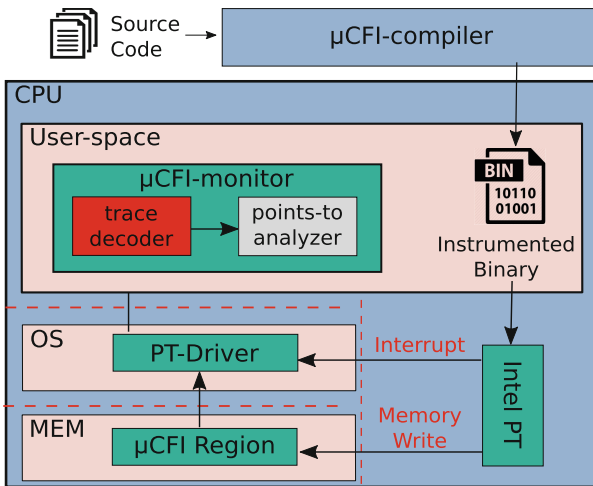 Source
Code
μCFI-compiler
CPU
User-space
μCFI-monitor
trace
decoder
points-to
analyzer
BIN
10110
01001
Instrumented
Binary
OS
PT-Driver
Interrupt
Intel PT
MEM
μCFI Region
Memory
Write